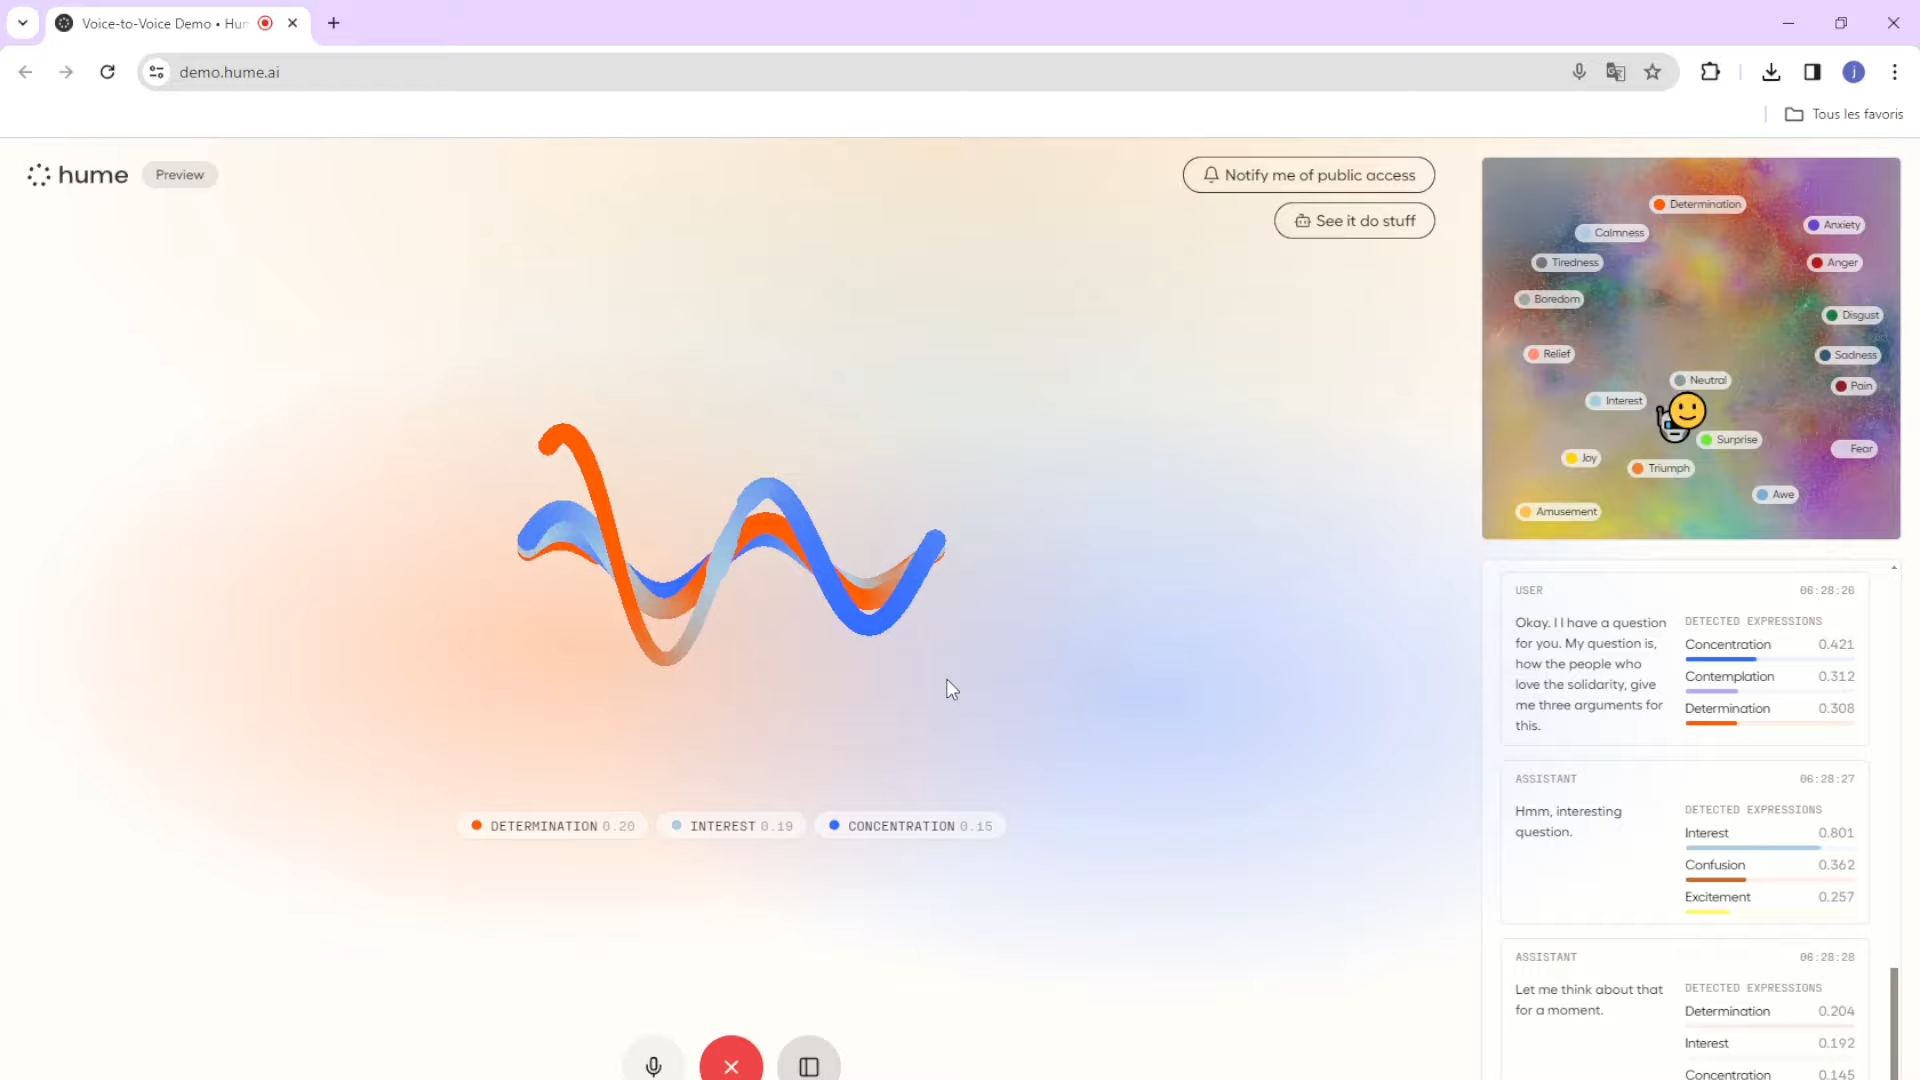 Voice-to-Voice Demo • Hum
demo.hume.ai
Tous les favoris
j
hume
Preview
Notify me of public access
See it do stuff
Determination
Calmness
Anxiety
Tiredness
Anger
Boredom
Disgust
Relief
Sadness
Neutral
Pain
Interest
Surprise
Fear
Joy
Triumph
Awe
Amusement
DETERMINATION 0.20
INTEREST 0.19
CONCENTRATION 0.15
USER 06:28:26
Okay. I I have a question
for you. My question is,
how the people who
love the solidarity, give
me three arguments for
this.
DETECTED EXPRESSIONS
Concentration 0.421
Contemplation 0.312
Determination 0.308
ASSISTANT 06:28:27
Hmm, interesting
question.
DETECTED EXPRESSIONS
Interest 0.801
Confusion 0.362
Excitement 0.257
ASSISTANT 06:28:28
Let me think about that
for a moment.
DETECTED EXPRESSIONS
Determination 0.204
Interest 0.192
Concentration 0.145